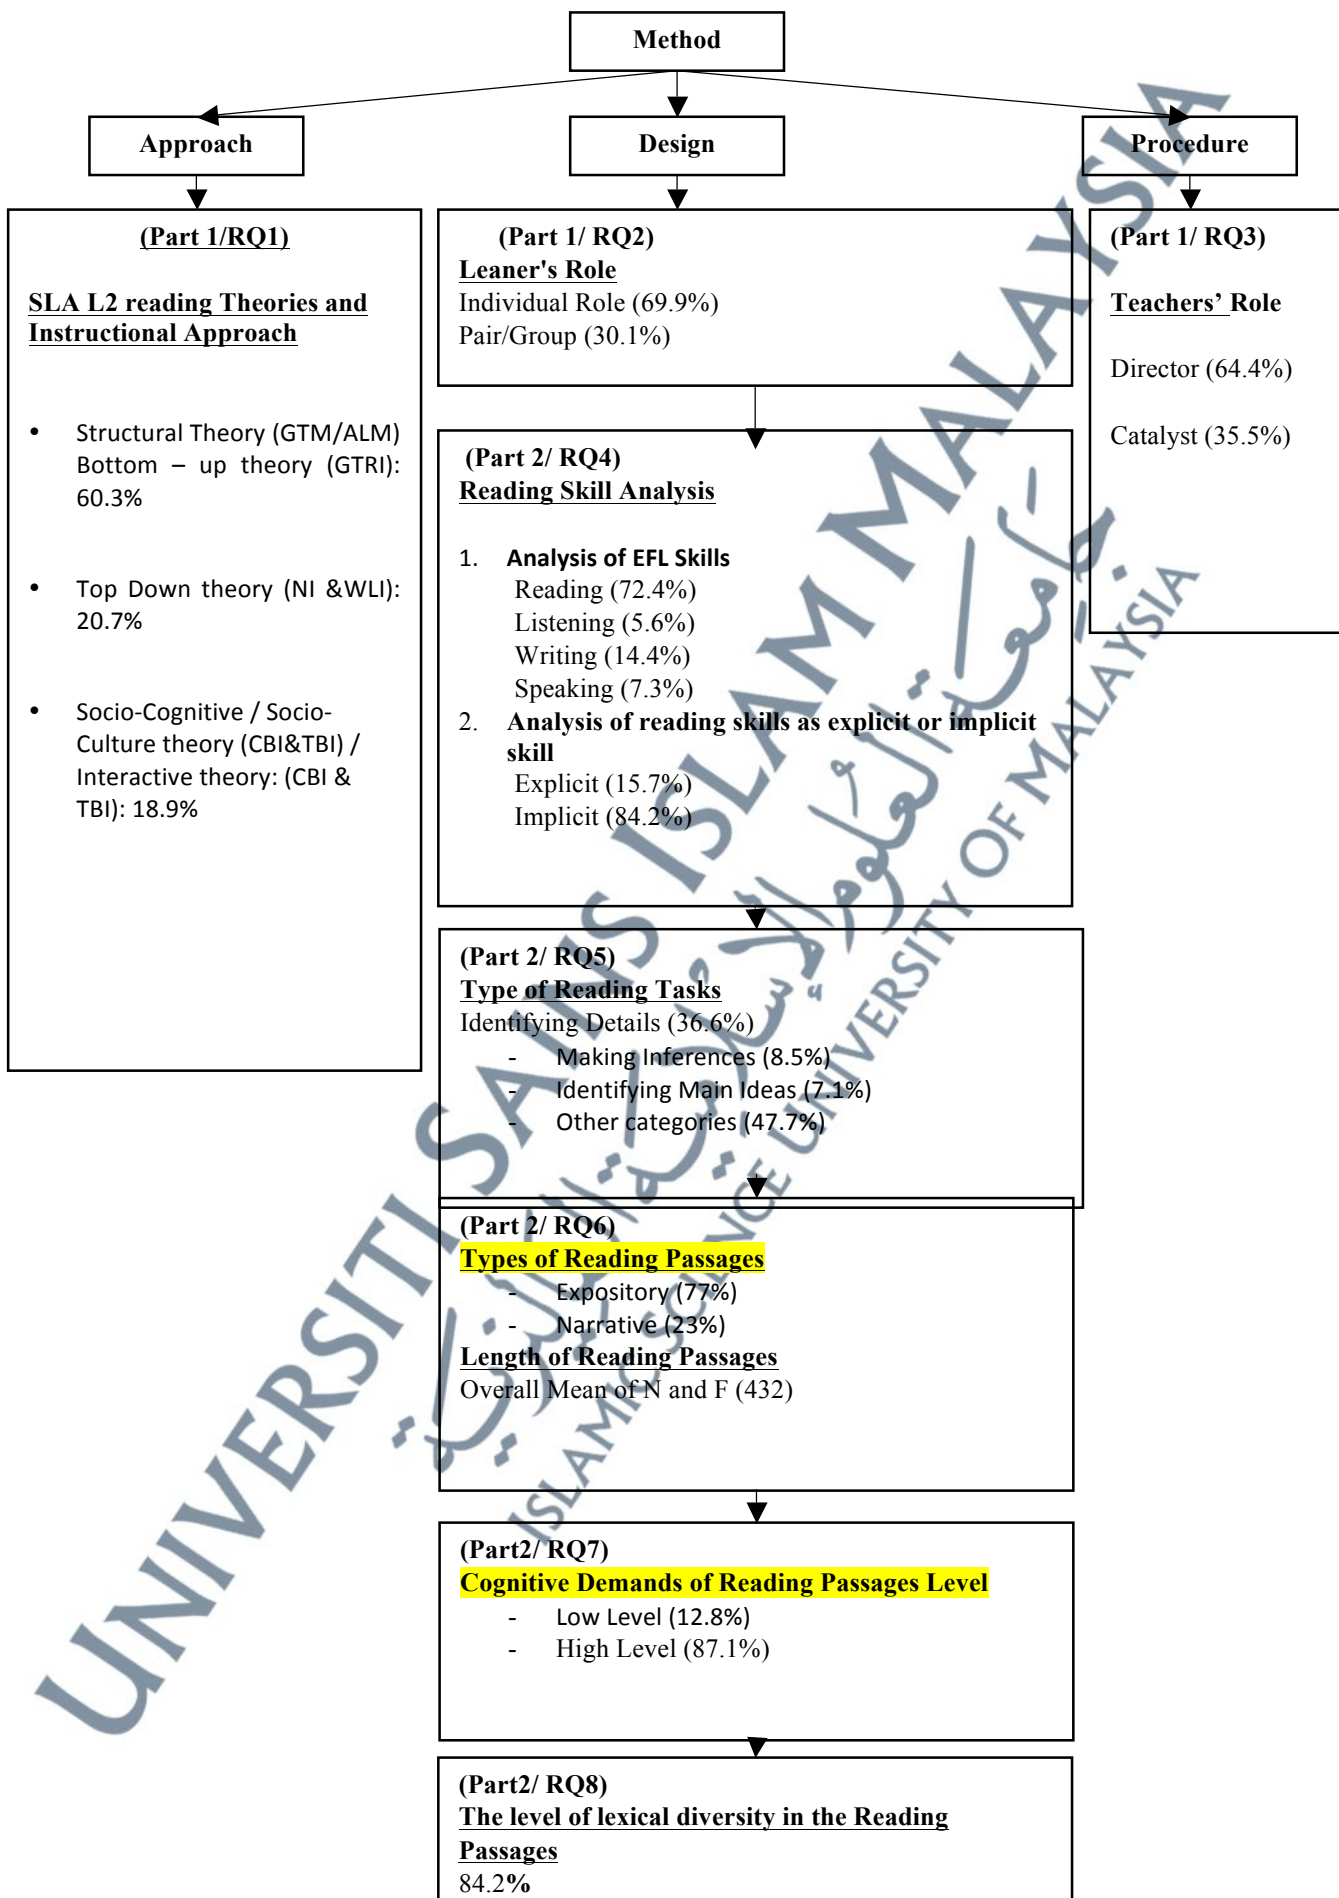 Method
Approach
Design
Procedure
(Part 1/RQ1)
SLA L2 reading Theories and
Instructional Approach
• Structural Theory (GTM/ALM)
Bottom – up theory (GTRI):
60.3%
• Top Down theory (NI &WLI):
20.7%
• Socio-Cognitive / Socio-
Culture theory (CBI&TBI) /
Interactive theory: (CBI &
TBI): 18.9%
(Part 1/ RQ2)
Leaner's Role
Individual Role (69.9%)
Pair/Group (30.1%)
(Part 1/ RQ3)
Teachers’ Role
Director (64.4%)
Catalyst (35.5%)
(Part 2/ RQ4)
Reading Skill Analysis
1. Analysis of EFL Skills
Reading (72.4%)
Listening (5.6%)
Writing (14.4%)
Speaking (7.3%)
2. Analysis of reading skills as explicit or implicit
skill
Explicit (15.7%)
Implicit (84.2%)
(Part 2/ RQ5)
Type of Reading Tasks
Identifying Details (36.6%)
- Making Inferences (8.5%)
- Identifying Main Ideas (7.1%)
- Other categories (47.7%)
(Part 2/ RQ6)
Types of Reading Passages
- Expository (77%)
- Narrative (23%)
Length of Reading Passages
Overall Mean of N and F (432)
(Part2/ RQ7)
Cognitive Demands of Reading Passages Level
- Low Level (12.8%)
- High Level (87.1%)
(Part2/ RQ8)
The level of lexical diversity in the Reading
Passages
84.2%
UNIVERSITI SAINS ISLAM MALAYSIA
جامعة العلوم الإسلامية الماليزية
ISLAMIC SCIENCE UNIVERSITY OF MALAYSIA